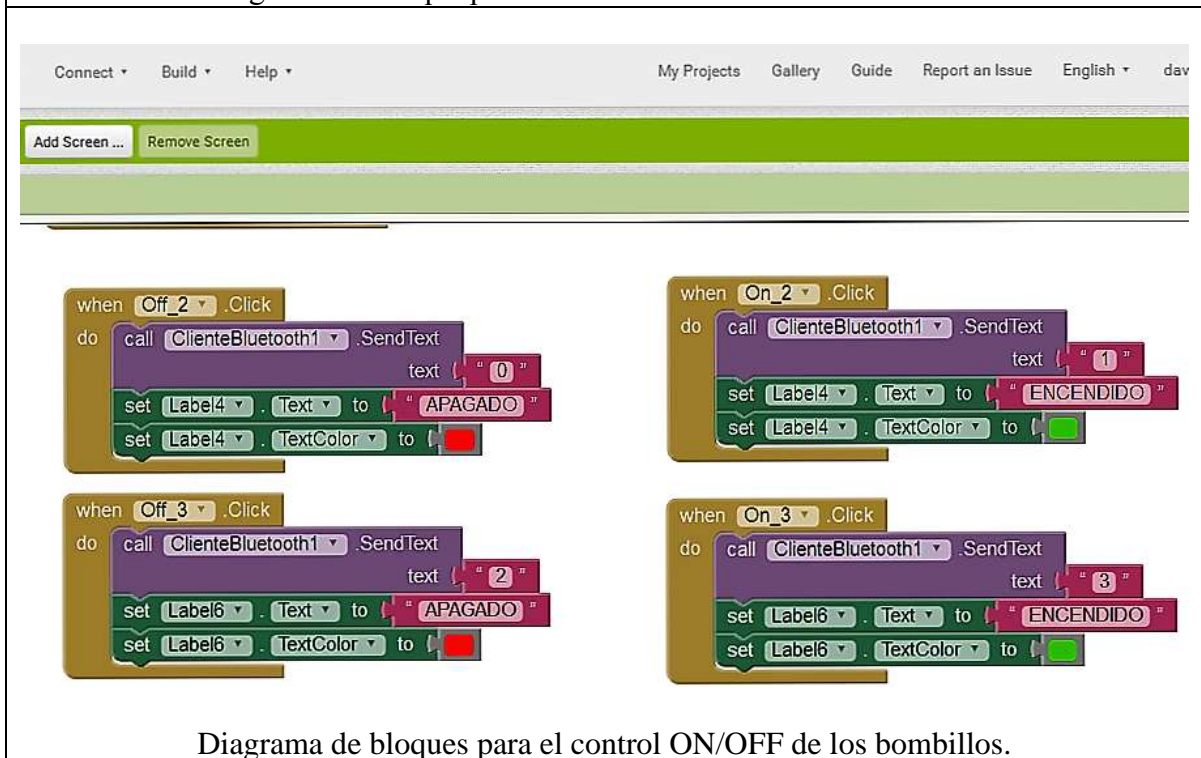 Connect Build Help My Projects Gallery Guide Report an Issue English
Add Screen ... Remove Screen
when Off_2 .Click
do call ClienteBluetooth1 .SendText
text " 0 "
set Label4 . Text to " APAGADO "
set Label4 . TextColor to
when On_2 .Click
do call ClienteBluetooth1 .SendText
text " 1 "
set Label4 . Text to " ENCENDIDO "
set Label4 . TextColor to
when Off_3 .Click
do call ClienteBluetooth1 .SendText
text " 2 "
set Label6 . Text to " APAGADO "
set Label6 . TextColor to
when On_3 .Click
do call ClienteBluetooth1 .SendText
text " 3 "
set Label6 . Text to " ENCENDIDO "
set Label6 . TextColor to
Diagrama de bloques para el control ON/OFF de los bombillos.